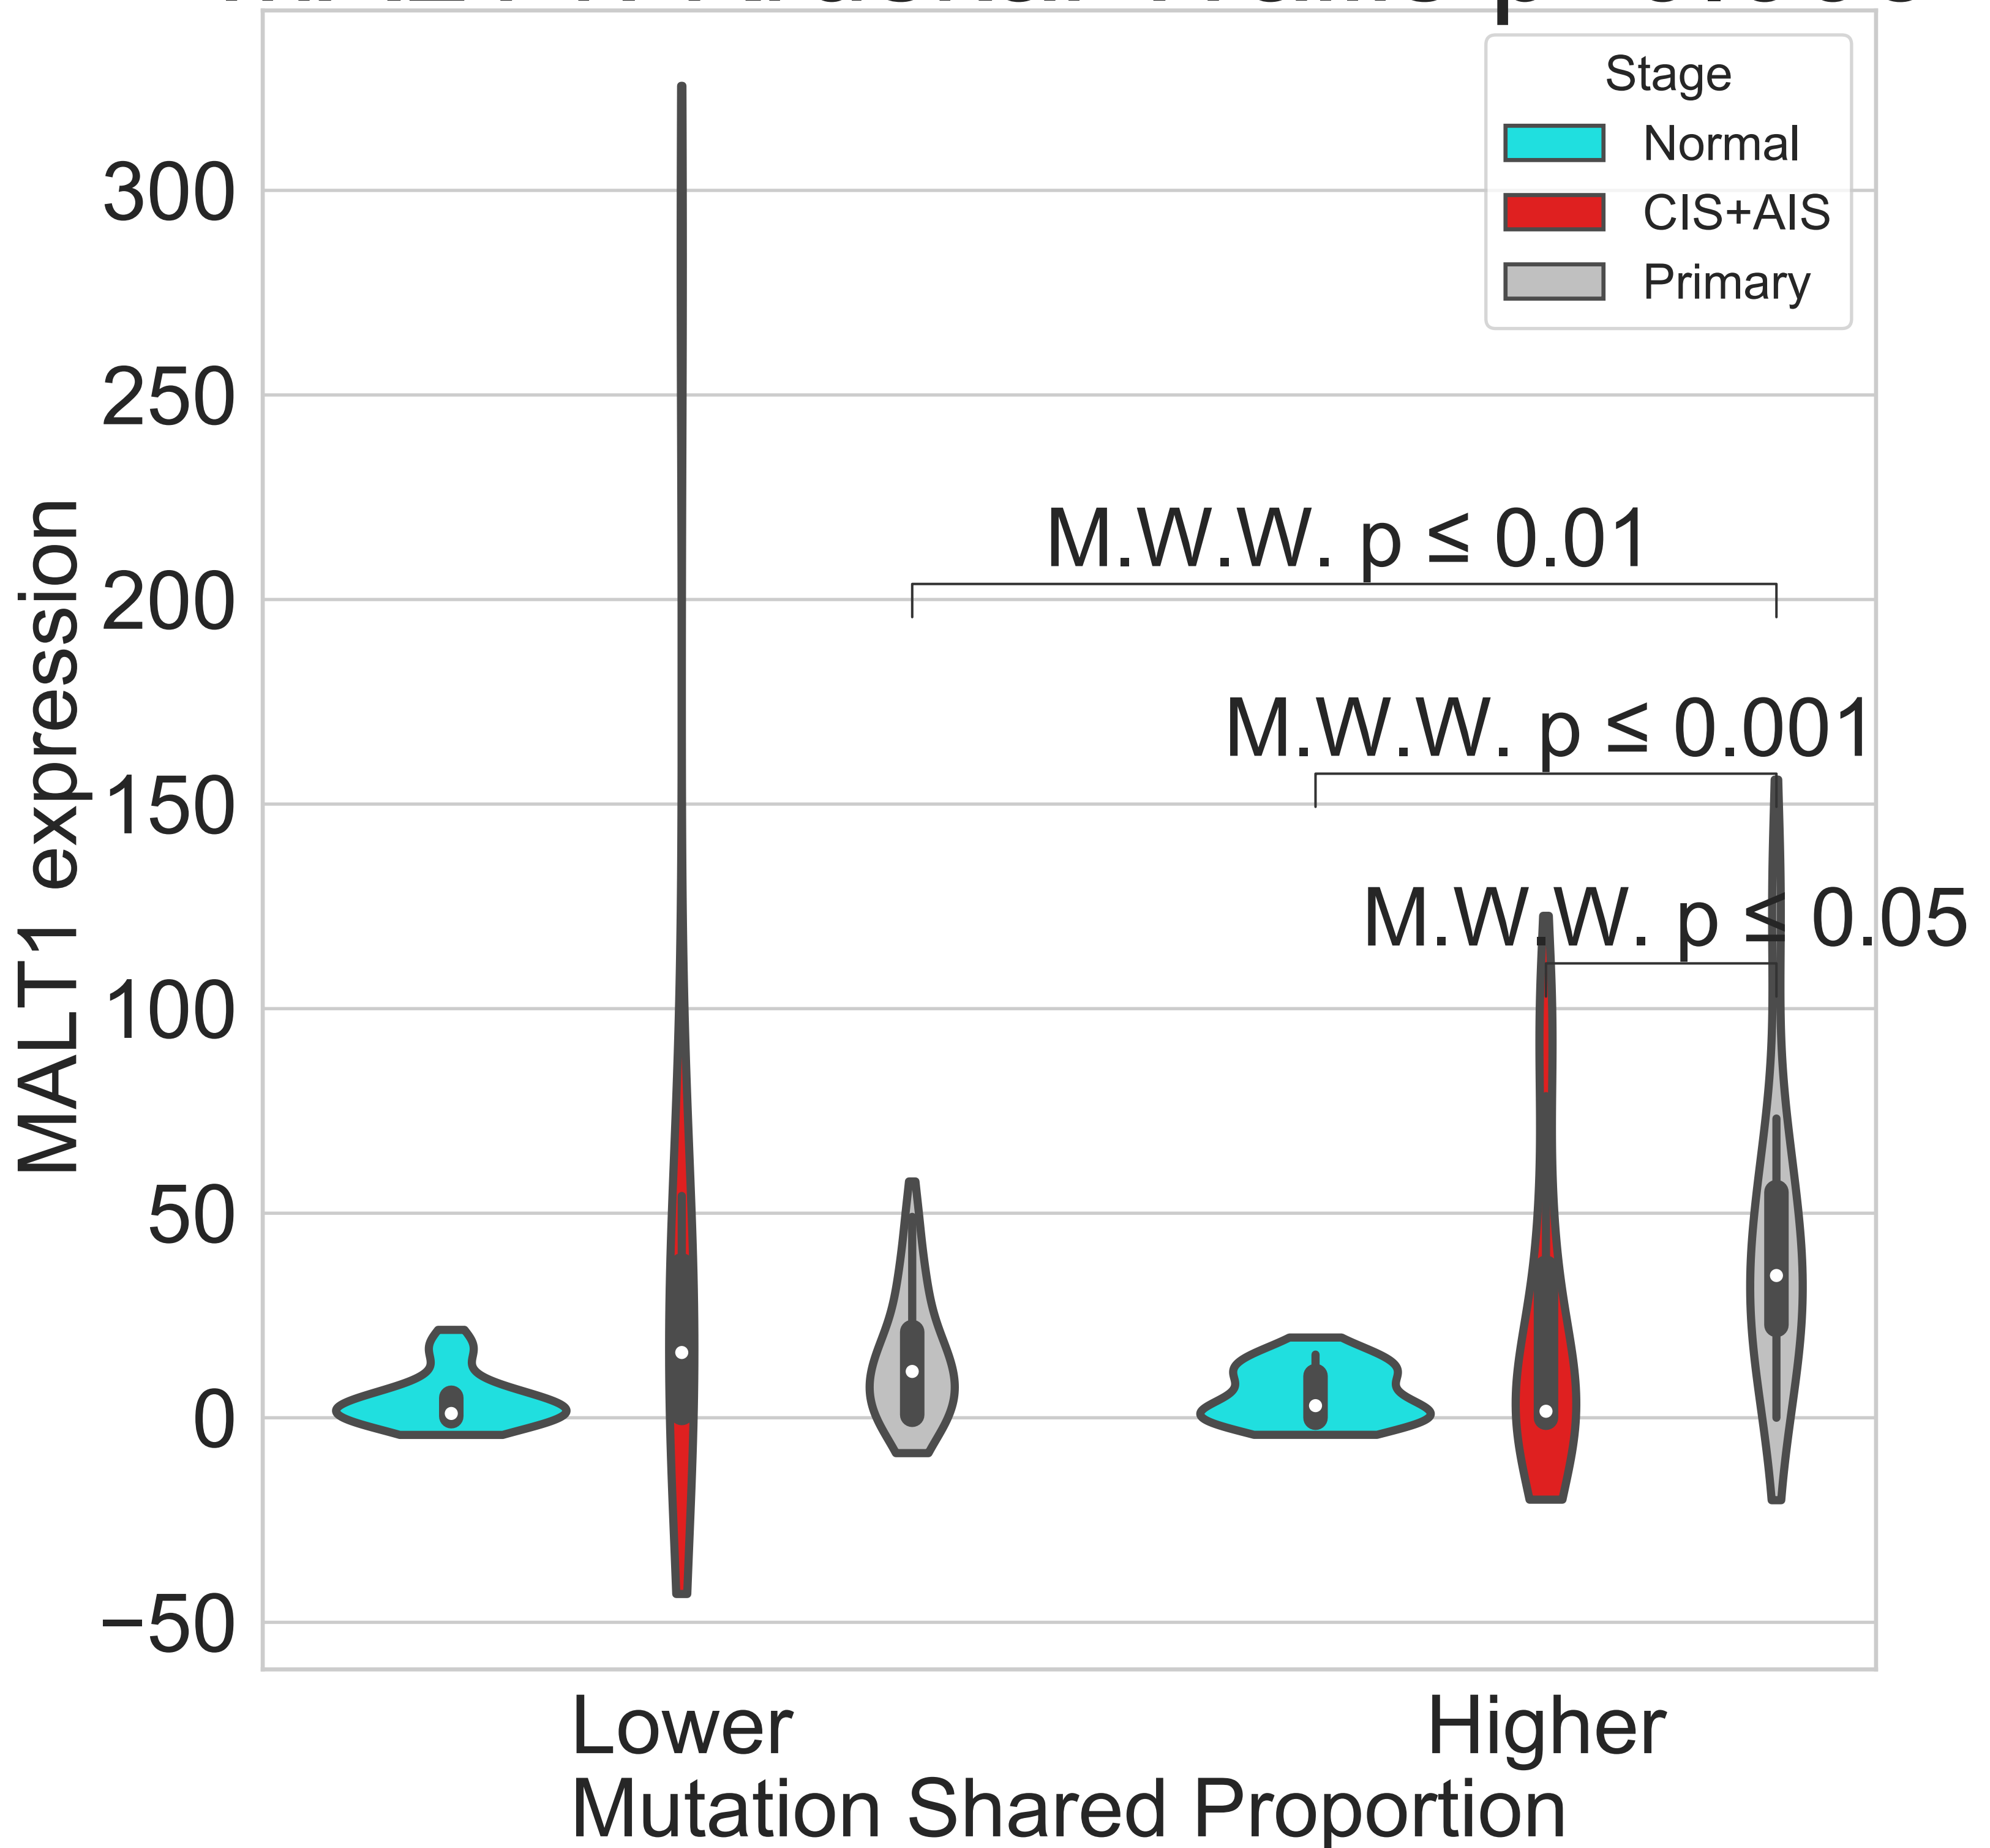 Stage
Normal
CIS+AIS
Primary
300
250
200
150
100
50
0
−50
MALT1 expression
M.W.W. p ≤ 0.01
M.W.W. p ≤ 0.001
M.W.W. p ≤ 0.05
Lower
Higher
Mutation Shared Proportion